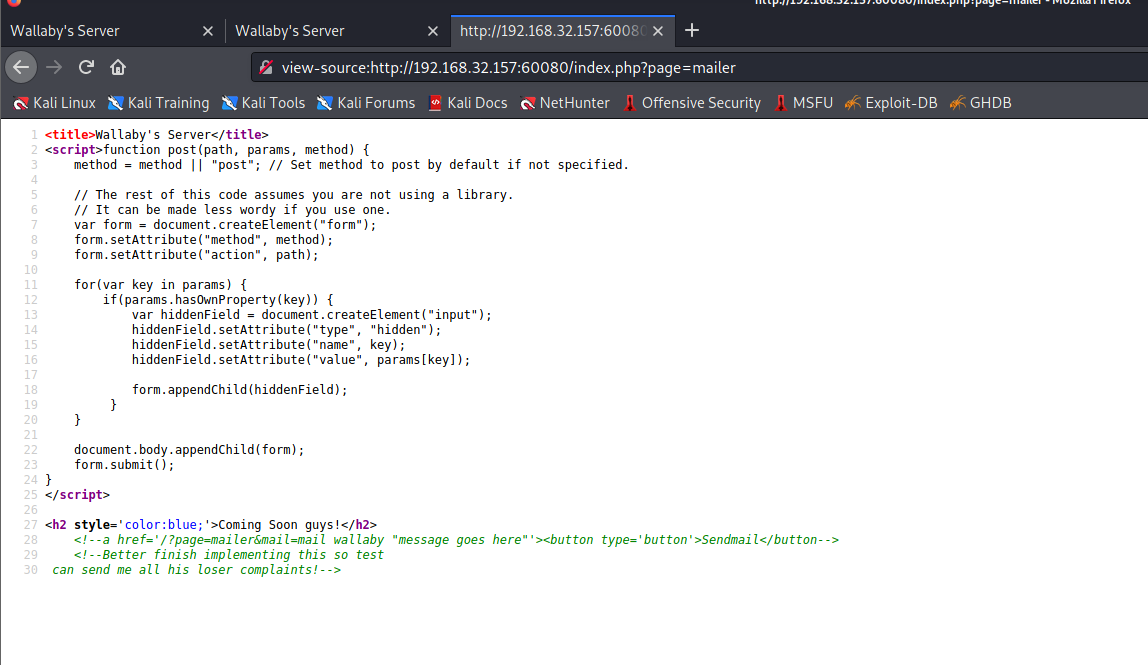 http://192.168.32.157:60080/index.php?page=mailer - Mozilla Firefox
Wallaby's Server
Wallaby's Server
http://192.168.32.157:6008
view-source:http://192.168.32.157:60080/index.php?page=mailer
Kali Linux Kali Training Kali Tools Kali Forums Kali Docs NetHunter Offensive Security MSFU Exploit-DB GHDB
1 <title>Wallaby's Server</title>
2 <script>function post(path, params, method) {
3 method = method || "post"; // Set method to post by default if not specified.
4
5 // The rest of this code assumes you are not using a library.
6 // It can be made less wordy if you use one.
7 var form = document.createElement("form");
8 form.setAttribute("method", method);
9 form.setAttribute("action", path);
10
11 for(var key in params) {
12 if(params.hasOwnProperty(key)) {
13 var hiddenField = document.createElement("input");
14 hiddenField.setAttribute("type", "hidden");
15 hiddenField.setAttribute("name", key);
16 hiddenField.setAttribute("value", params[key]);
17
18 form.appendChild(hiddenField);
19 }
20 }
21
22 document.body.appendChild(form);
23 form.submit();
24 }
25 </script>
26
27 <h2 style='color:blue;'>Coming Soon guys!</h2>
28 <!--a href='/?page=mailer&mail=mail wallaby "message goes here"'><button type='button'>Sendmail</button-->
29 <!--Better finish implementing this so test
30 can send me all his loser complaints!-->